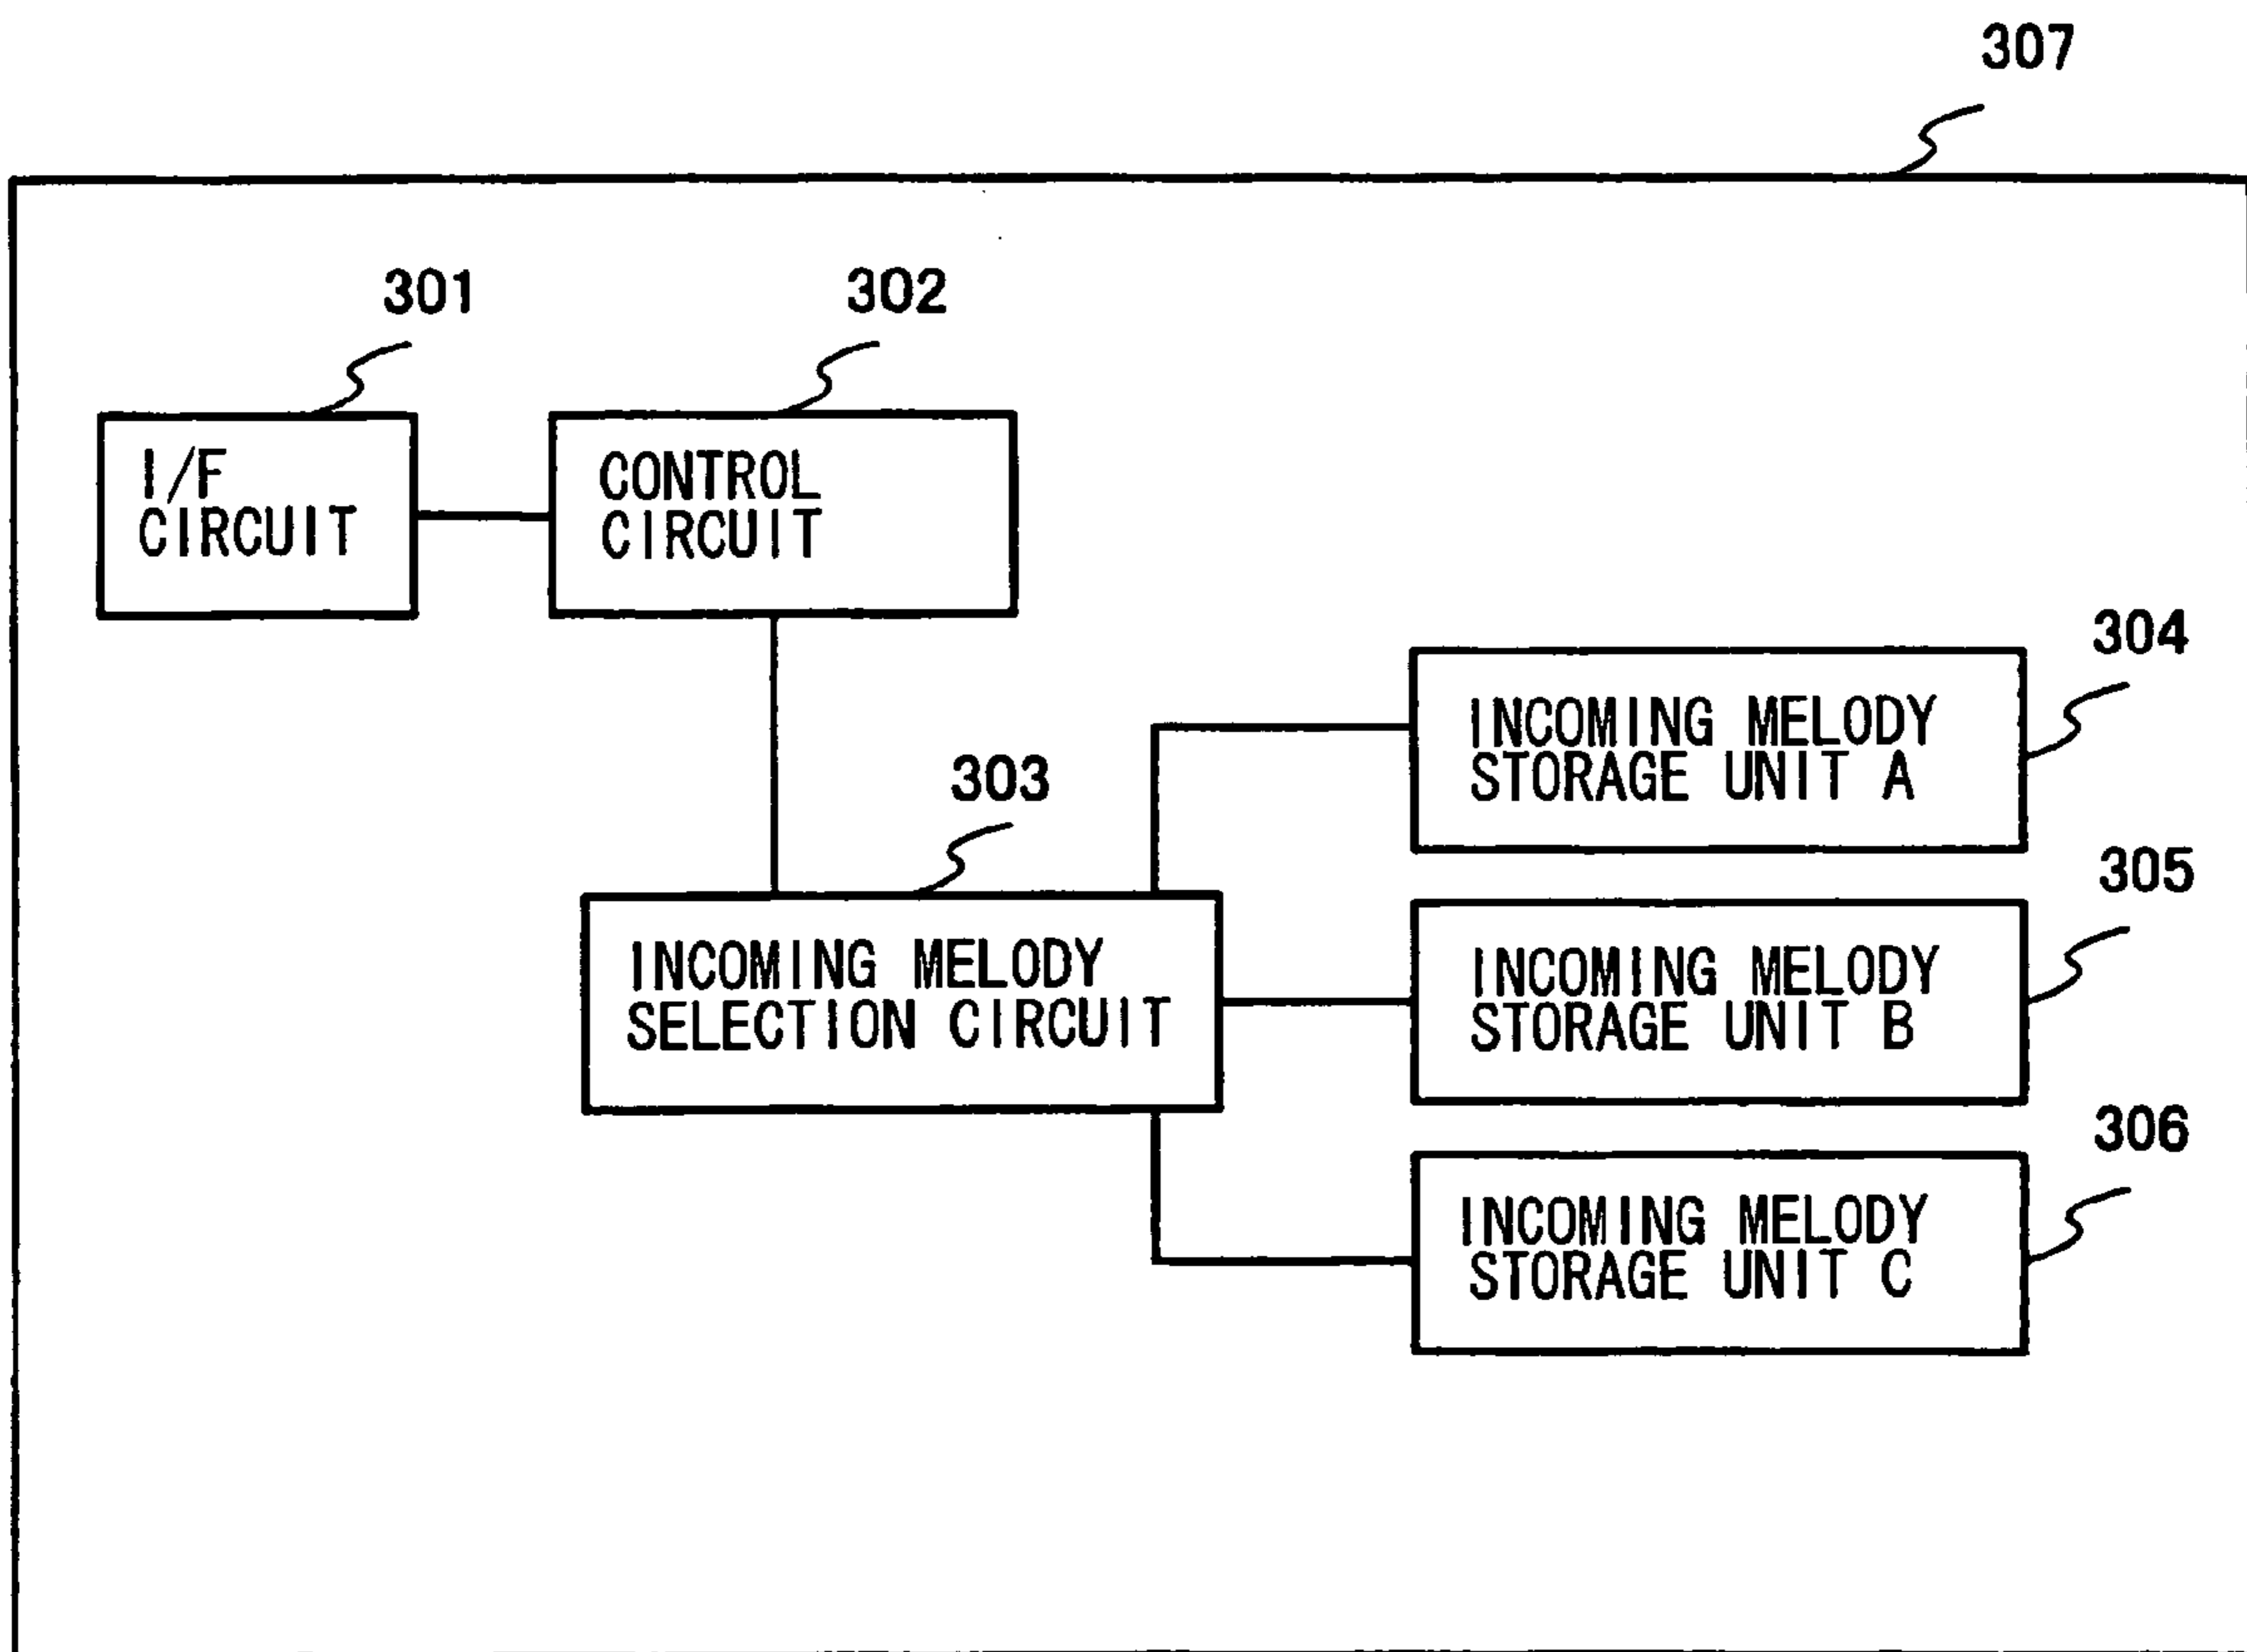 307
301
302
I/F
CIRCUIT
CONTROL
CIRCUIT
304
INCOMING MELODY
STORAGE UNIT A
303
305
INCOMING MELODY
SELECTION CIRCUIT
INCOMING MELODY
STORAGE UNIT B
306
INCOMING MELODY
STORAGE UNIT C